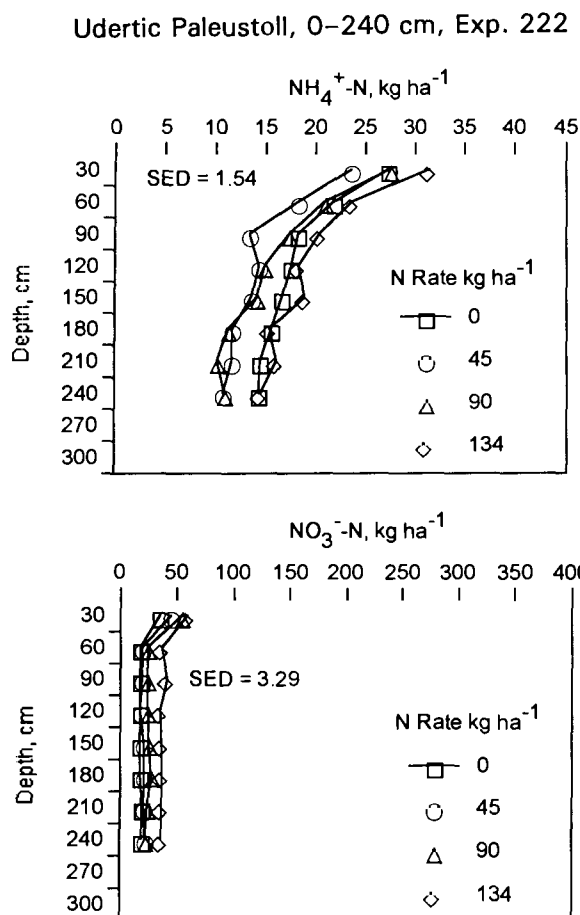 Udertic Paleustoll, 0–240 cm, Exp. 222
NH₄⁺-N, kg ha⁻¹
0 5 10 15 20 25 30 35 40 45
SED = 1.54
30
60
90
120
150
180
210
240
270
300
Depth, cm
N Rate kg ha⁻¹
0
45
90
134
NO₃⁻-N, kg ha⁻¹
0 50 100 150 200 250 300 350 400
SED = 3.29
30
60
90
120
150
180
210
240
270
300
Depth, cm
N Rate kg ha⁻¹
0
45
90
134